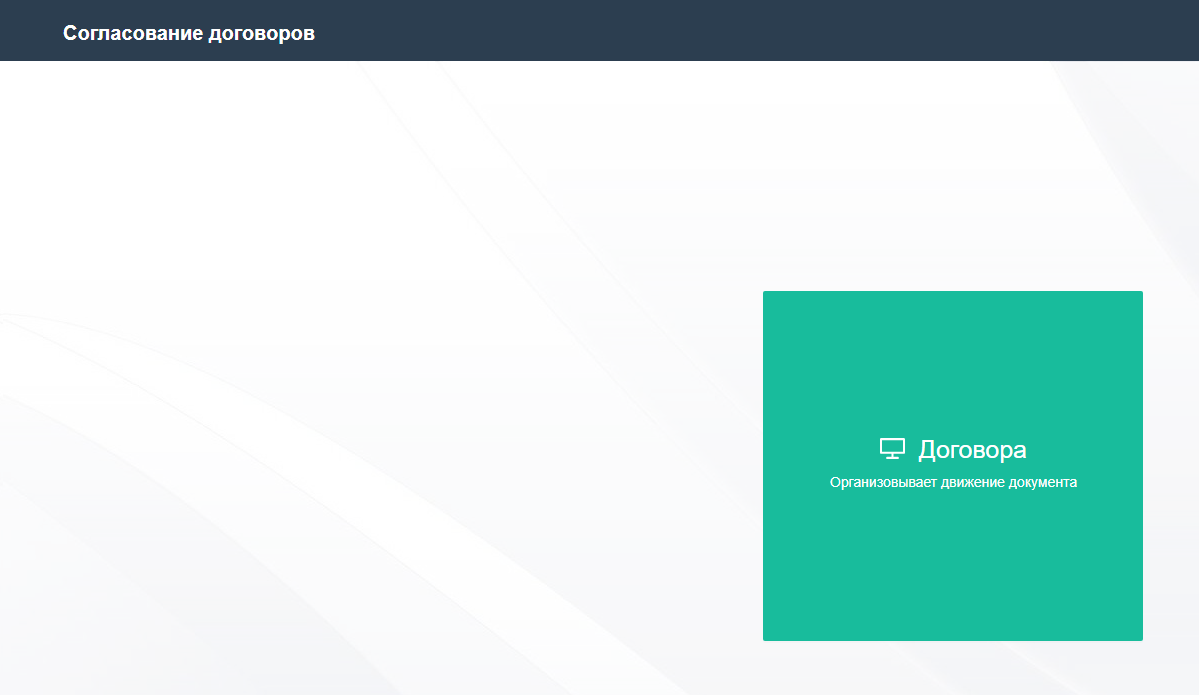 Согласование договоров
Договора
Организовывает движение документа